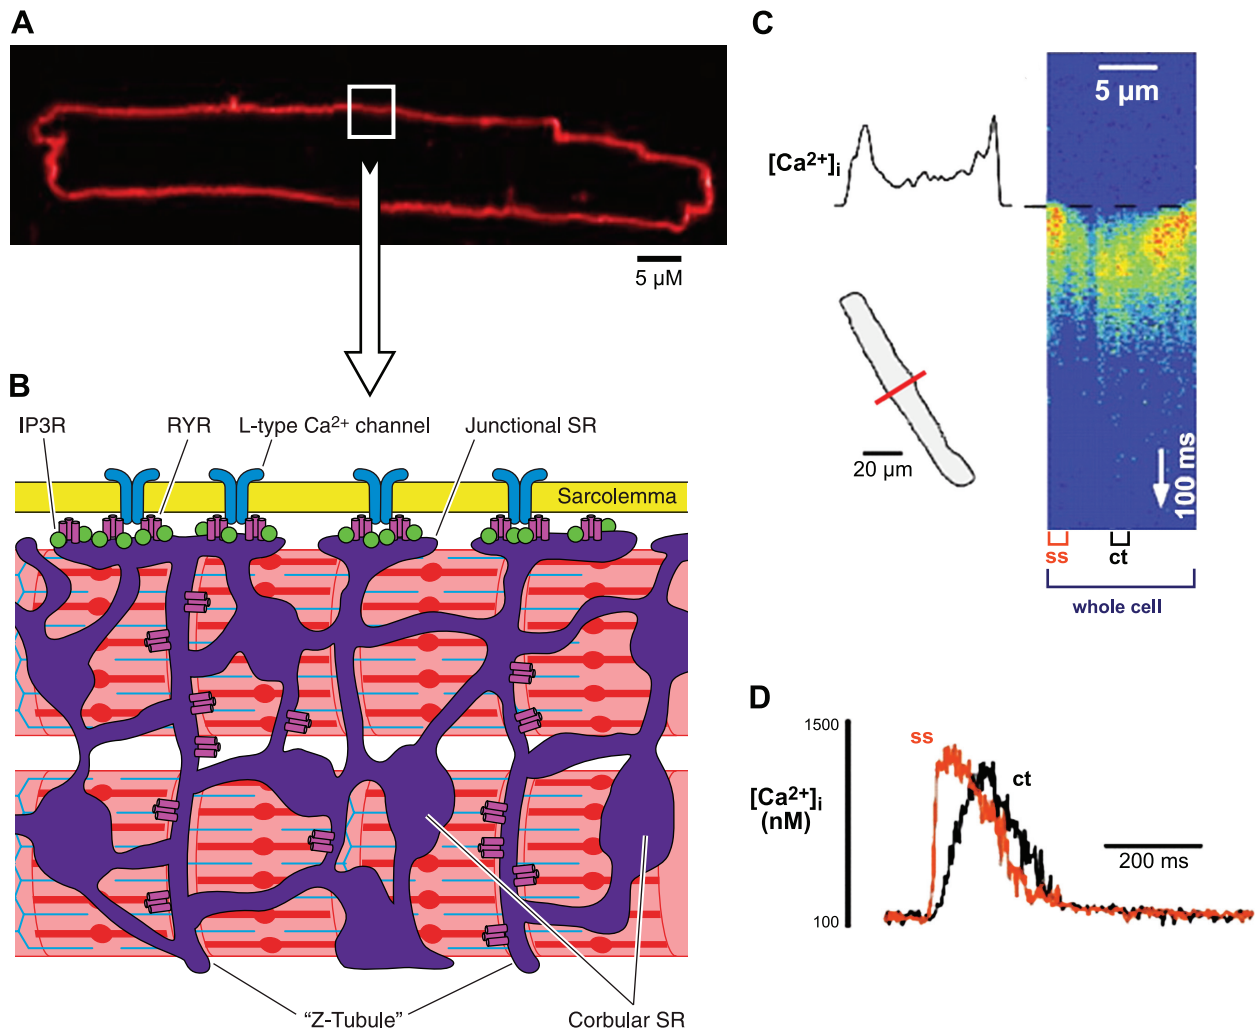 A
5 µM
B
IP3R
RYR
L-type Ca²⁺ channel
Junctional SR
Sarcolemma
"Z-Tubule"
Corbular SR
C
5 µm
[Ca²⁺]i
20 µm
100 ms
ss
ct
whole cell
D
1500
ss
ct
[Ca²⁺]i
(nM)
200 ms
100